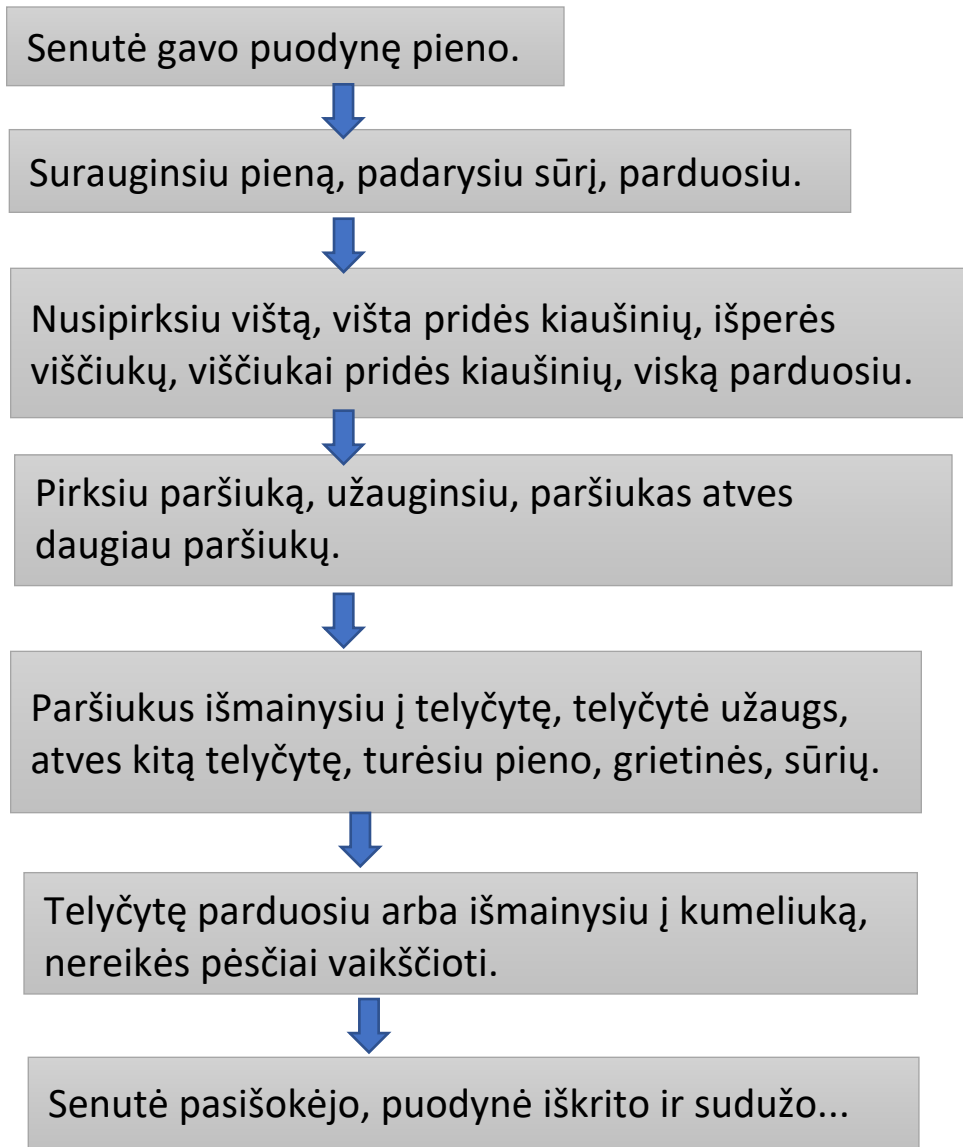 Senutė gavo puodynę pieno.
Surauginsiu pieną, padarysiu sūrį, parduosiu.
Nusipirksiu vištą, višta pridės kiaušinių, išperės
viščiukų, viščiukai pridės kiaušinių, viską parduosiu.
Pirksiu paršiuką, užauginsiu, paršiukas atves
daugiau paršiukų.
Paršiukus išmainysiu į telyčytę, telyčytė užaugs,
atves kitą telyčytę, turėsiu pieno, grietinės, sūrių.
Telyčytę parduosiu arba išmainysiu į kumeliuką,
nereikės pėsčiai vaikščioti.
Senutė pasišokėjo, puodynė iškrito ir sudužo...